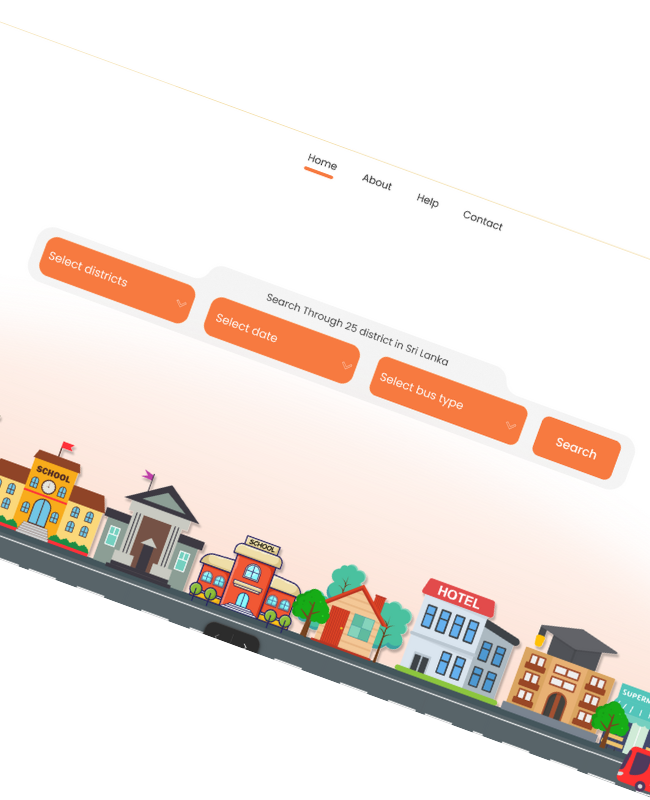 Home
About
Help
Contact
Search Through 25 district in Sri Lanka
Select districts
Select date
Select bus type
Search
SCHOOL
SCHOOL
HOTEL